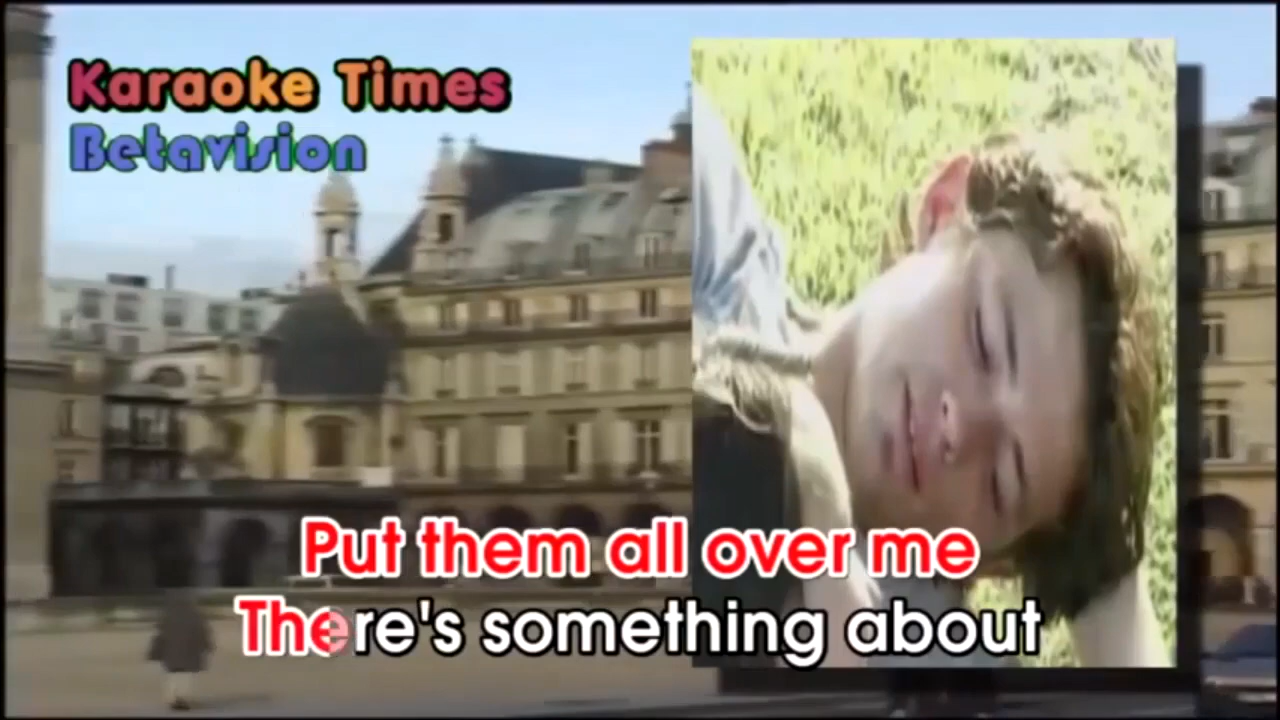 Karaoke Times
Betavision
Put them all over me
There's something about